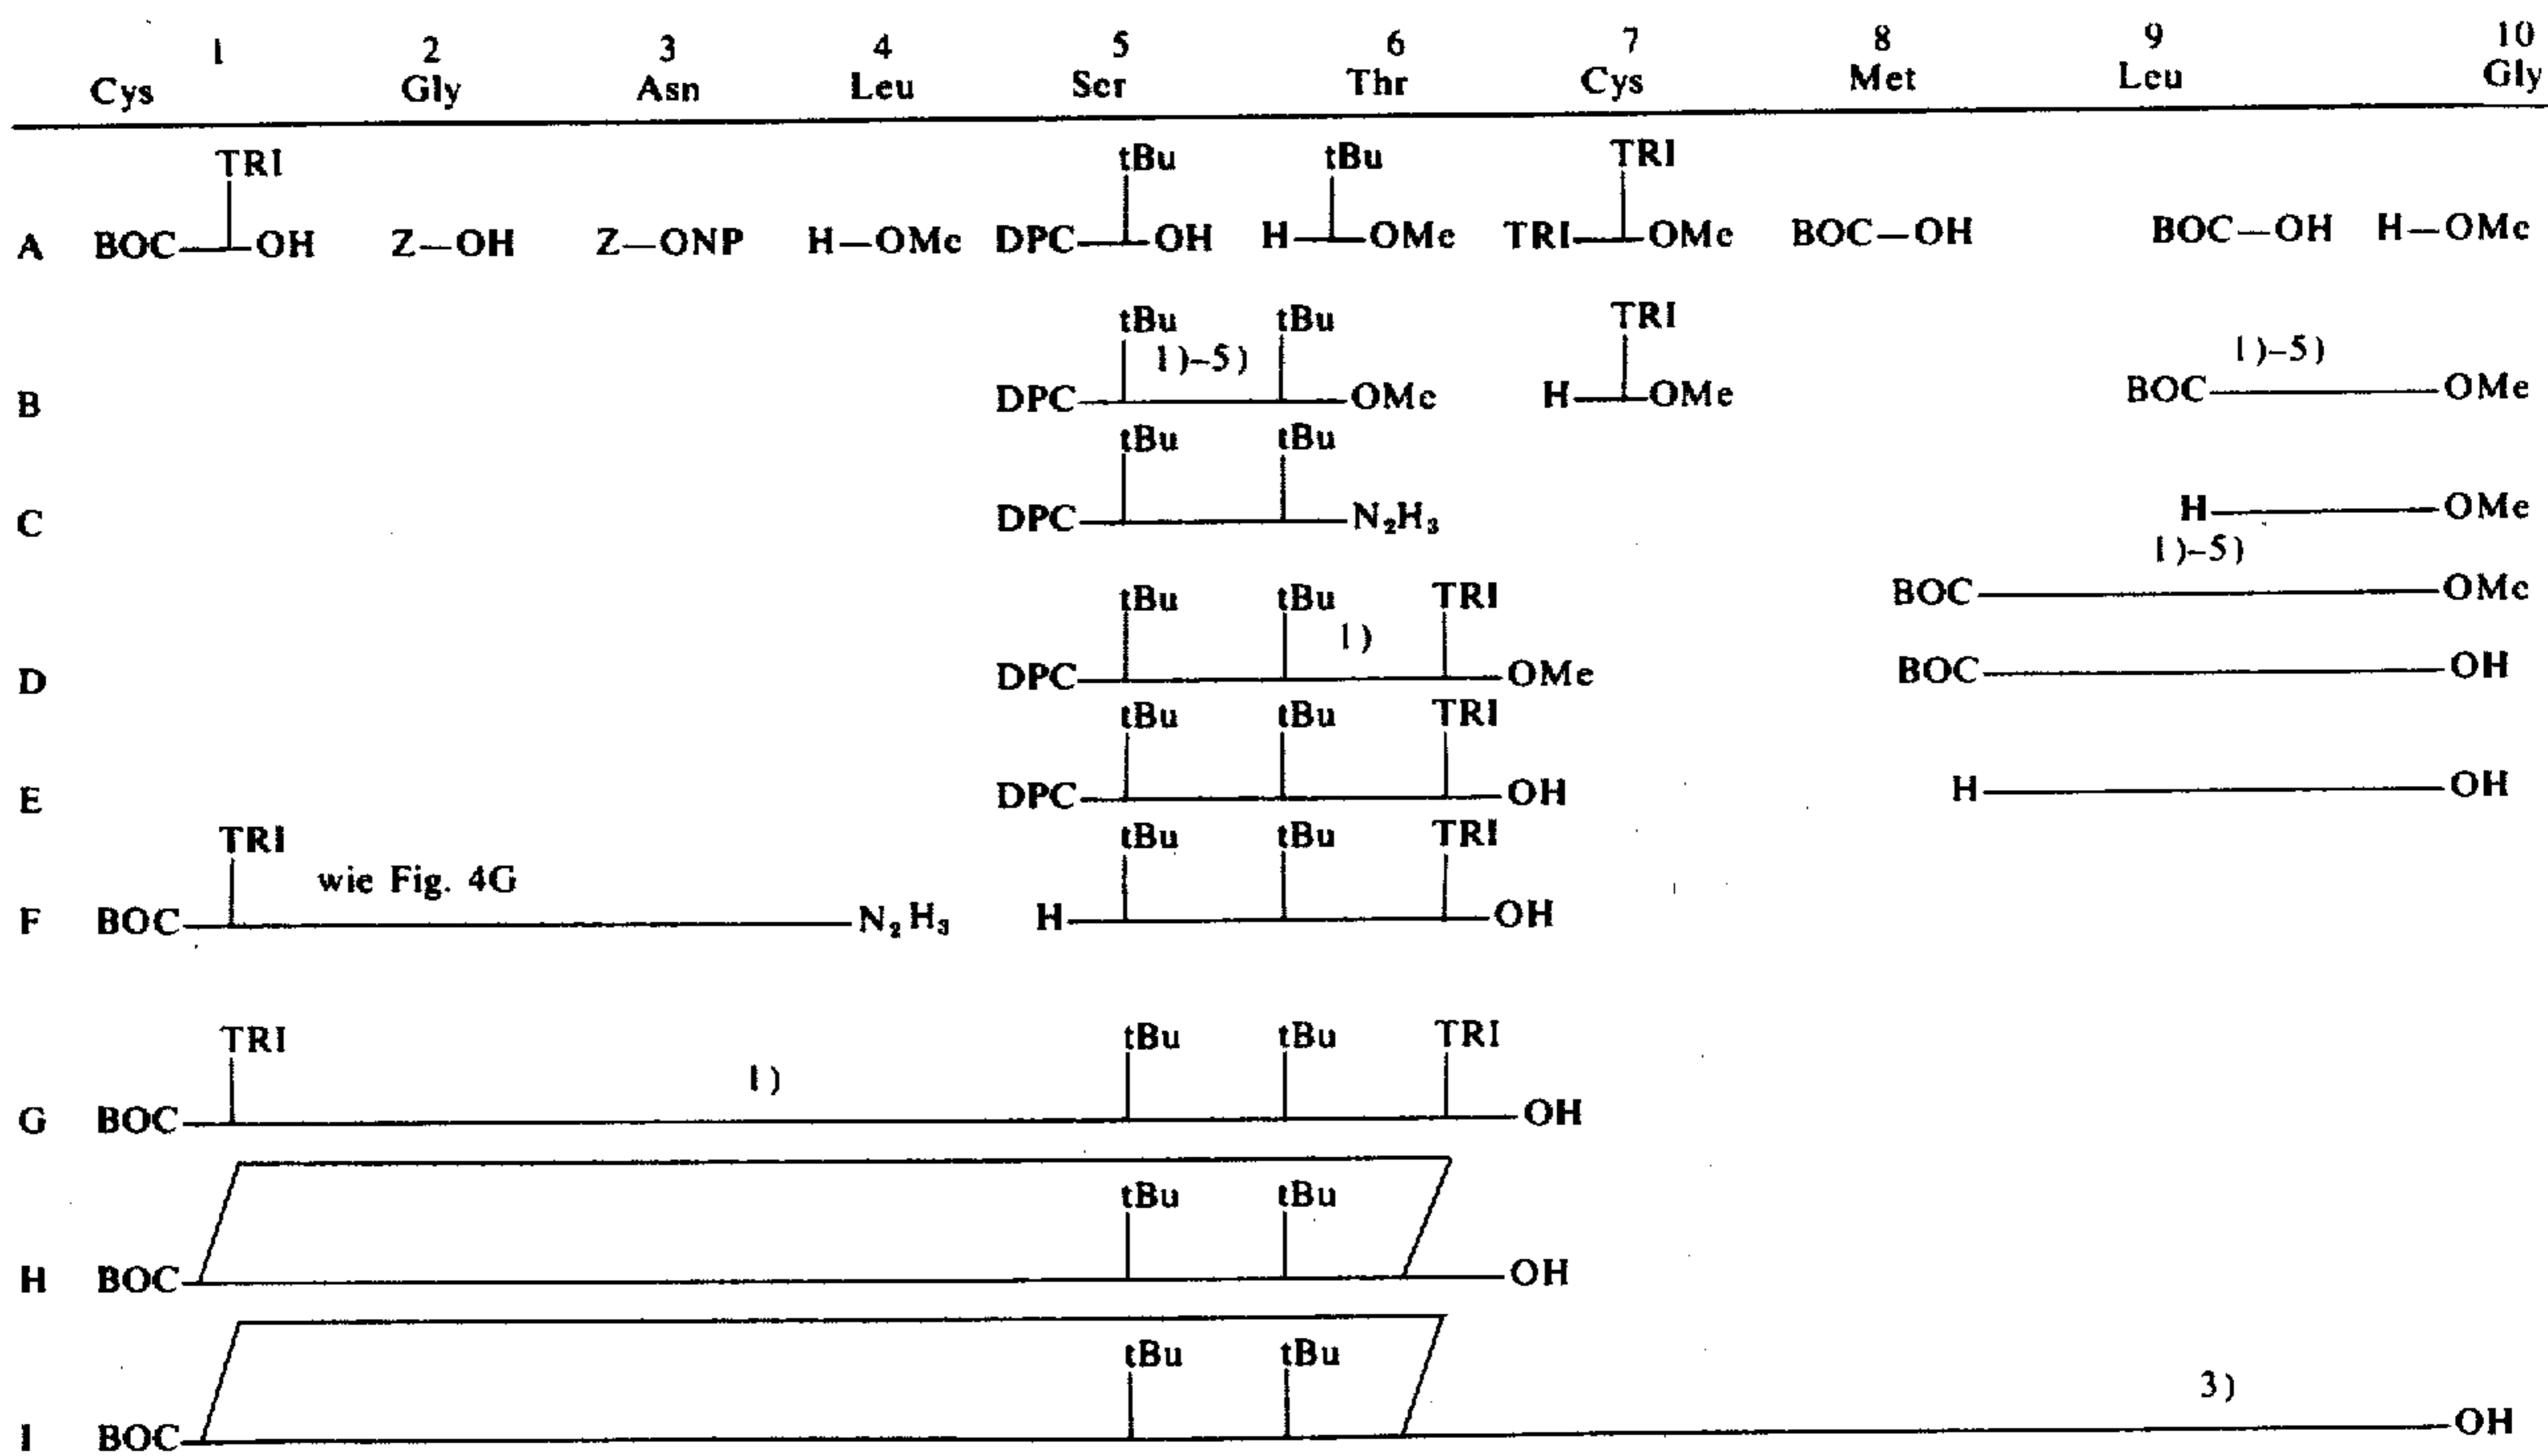 1 2 3 4 5 6 7 8 9 10
Cys Gly Asn Leu Ser Thr Cys Met Leu Gly
TRI tBu tBu TRI
A BOC OH Z—OH Z—ONP H—OMe DPC OH H OMe TRI OMe BOC—OH BOC—OH H—OMe
tBu tBu TRI
1)–5) 1)–5)
B DPC OMe H OMe BOC OMe
tBu tBu
C DPC N₂H₃ H OMe
1)–5)
BOC OMe
tBu tBu TRI
1)
D DPC OMe BOC OH
tBu tBu TRI
E DPC OH H OH
TRI tBu tBu TRI
wie Fig. 4G
F BOC N₂H₃ H OH
TRI tBu tBu TRI
1)
G BOC OH
tBu tBu
H BOC OH
tBu tBu
3)
I BOC OH